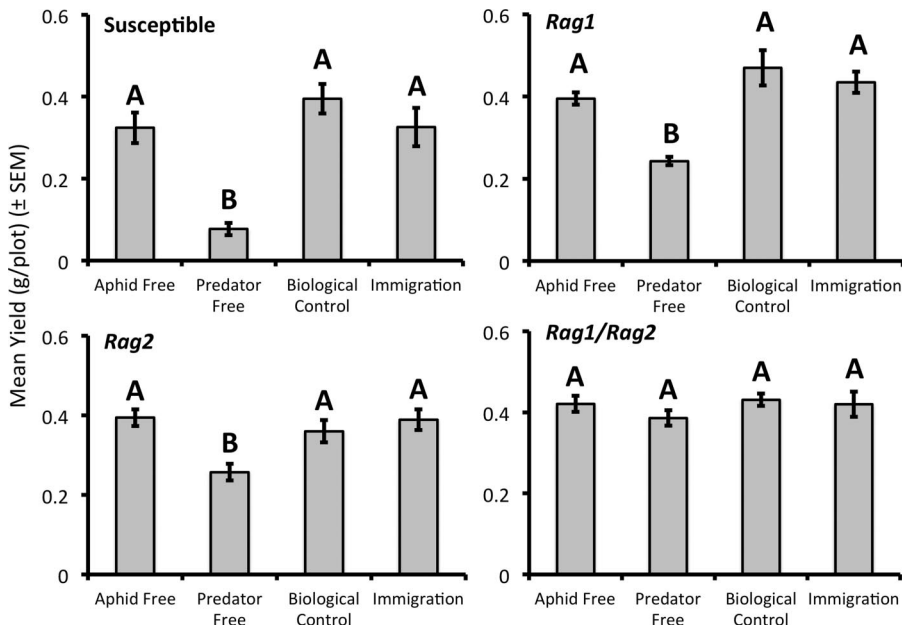 Mean Yield (g/plot) (± SEM)
Susceptible
0.6
0.4
0.2
0
A
B
A
A
Aphid Free
Predator Free
Biological Control
Immigration
Rag1
0.6
0.4
0.2
0
A
B
A
A
Aphid Free
Predator Free
Biological Control
Immigration
Rag2
0.6
0.4
0.2
0
A
B
A
A
Aphid Free
Predator Free
Biological Control
Immigration
Rag1/Rag2
0.6
0.4
0.2
0
A
A
A
A
Aphid Free
Predator Free
Biological Control
Immigration